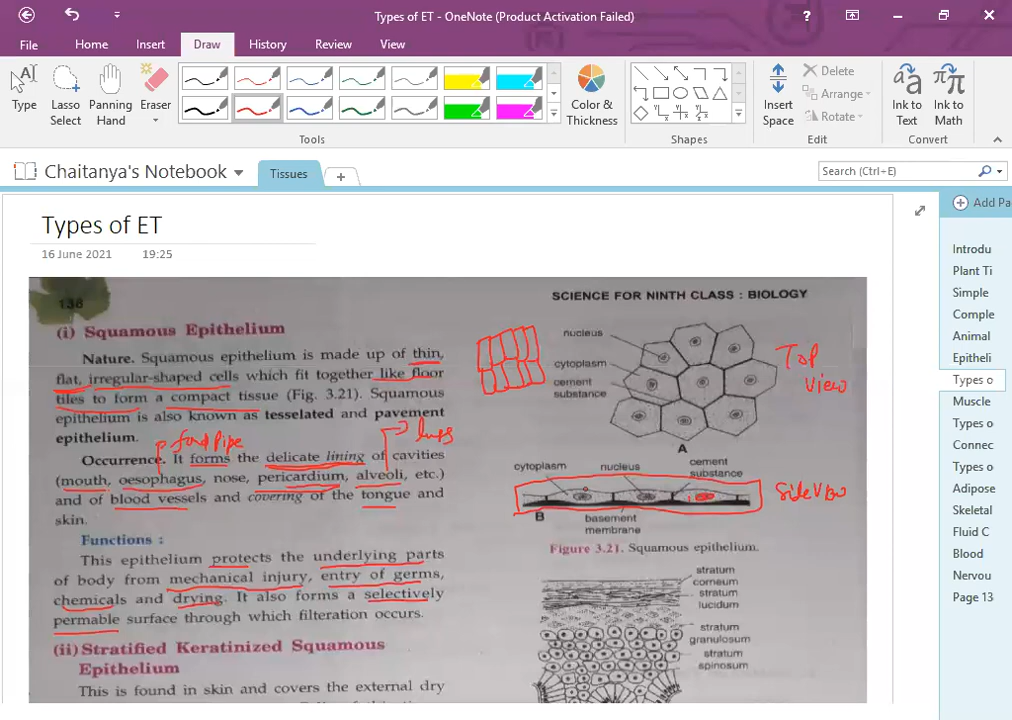 Types of ET - OneNote (Product Activation Failed)
?
File Home Insert Draw History Review View
Type
Lasso Select
Panning Hand
Eraser
Color & Thickness
Insert Space
Delete
Arrange
Rotate
Ink to Text
Ink to Math
Tools
Shapes
Edit
Convert
Chaitanya's Notebook
Tissues
Search (Ctrl+E)
Types of ET
16 June 2021 19:25
Add Pa
Introdu
Plant Ti
Simple
Comple
Animal
Epitheli
Types o
Muscle
Types o
Connec
Types o
Adipose
Skeletal
Fluid C
Blood
Nervou
Page 13
138
SCIENCE FOR NINTH CLASS : BIOLOGY
(i) Squamous Epithelium
Nature. Squamous epithelium is made up of thin,
flat, irregular-shaped cells which fit together like floor
tiles to form a compact tissue (Fig. 3.21). Squamous
epithelium is also known as tesselated and pavement
epithelium.
food pipe
Occurrence. It forms the delicate lining of cavities
(mouth, oesophagus, nose, pericardium, alveoli, etc.)
and of blood vessels and covering of the tongue and
skin.
Functions :
This epithelium protects the underlying parts
of body from mechanical injury, entry of germs,
chemicals and drying. It also forms a selectively
permable surface through which filteration occurs.
(ii) Stratified Keratinized Squamous
Epithelium
This is found in skin and covers the external dry
nucleus
cytoplasm
cement
substance
Top
view
A
cytoplasm
nucleus
cement
substance
Side View
B
basement
membrane
Figure 3.21. Squamous epithelium.
stratum
corneum
stratum
lucidum
stratum
granulosum
stratum
spinosum